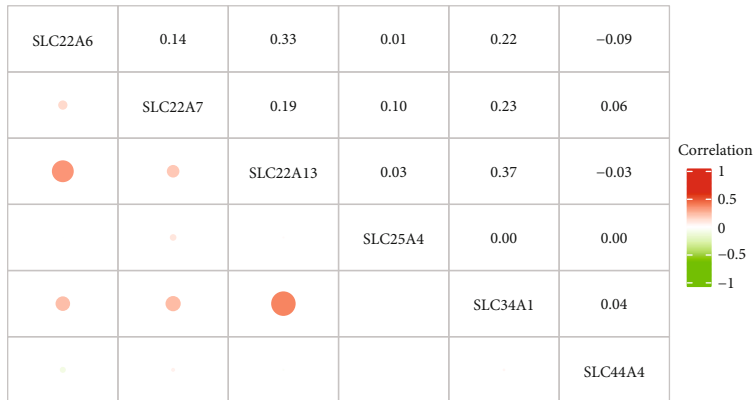 SLC22A6 0.14 0.33 0.01 0.22 −0.09
SLC22A7 0.19 0.10 0.23 0.06
SLC22A13 0.03 0.37 −0.03
SLC25A4 0.00 0.00
SLC34A1 0.04
SLC44A4
Correlation
1
0.5
0
−0.5
−1